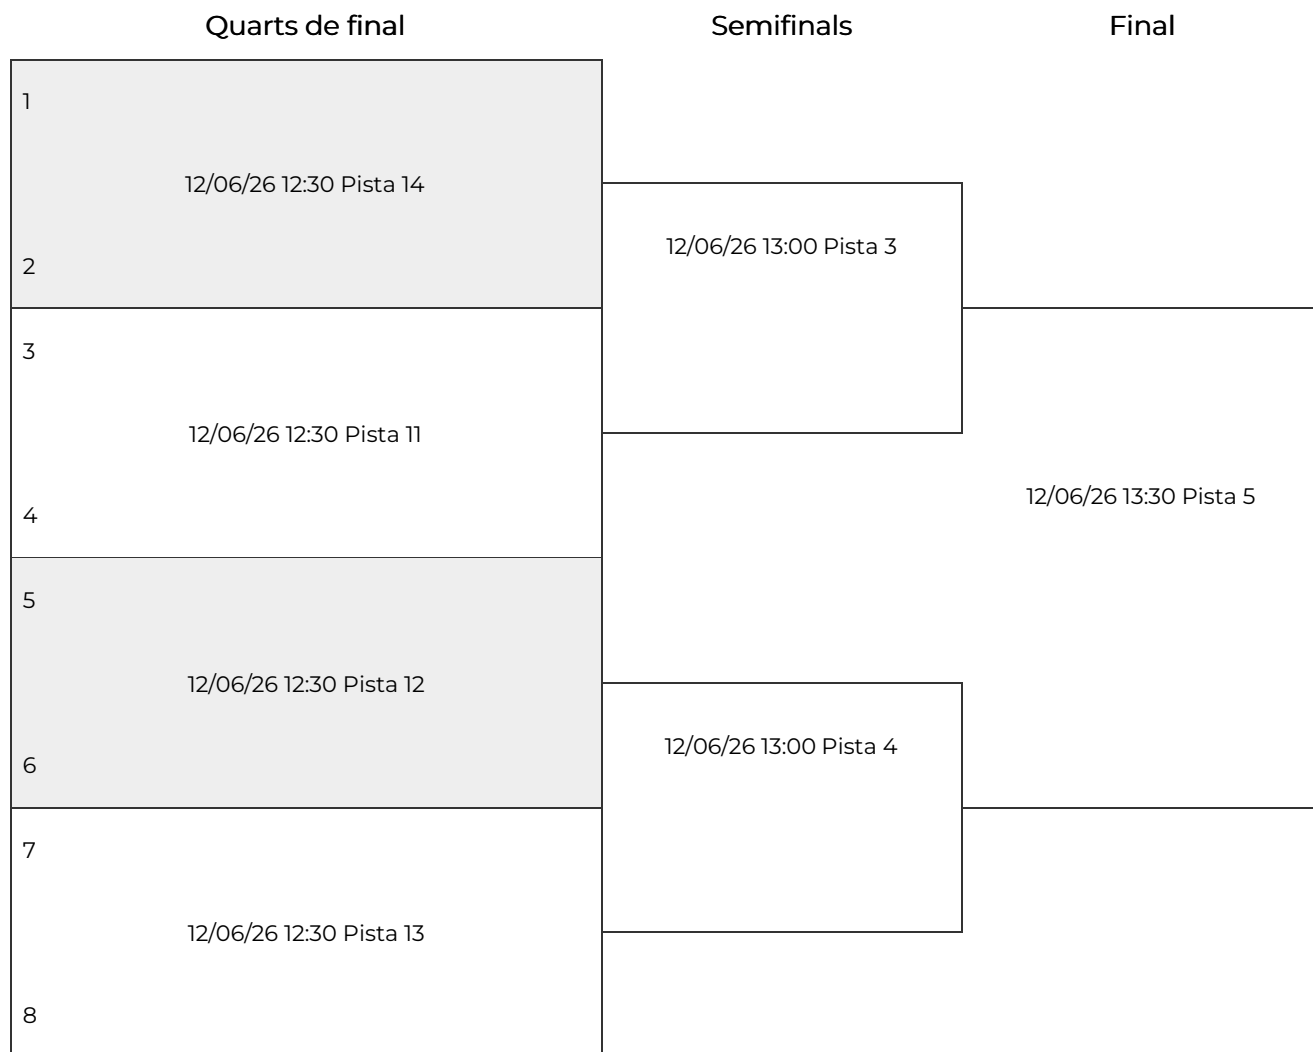 Quarts de final
Semifinals
Final
1
12/06/26 12:30 Pista 14
2
3
12/06/26 12:30 Pista 11
4
5
12/06/26 12:30 Pista 12
6
7
12/06/26 12:30 Pista 13
8
12/06/26 13:00 Pista 3
12/06/26 13:00 Pista 4
12/06/26 13:30 Pista 5